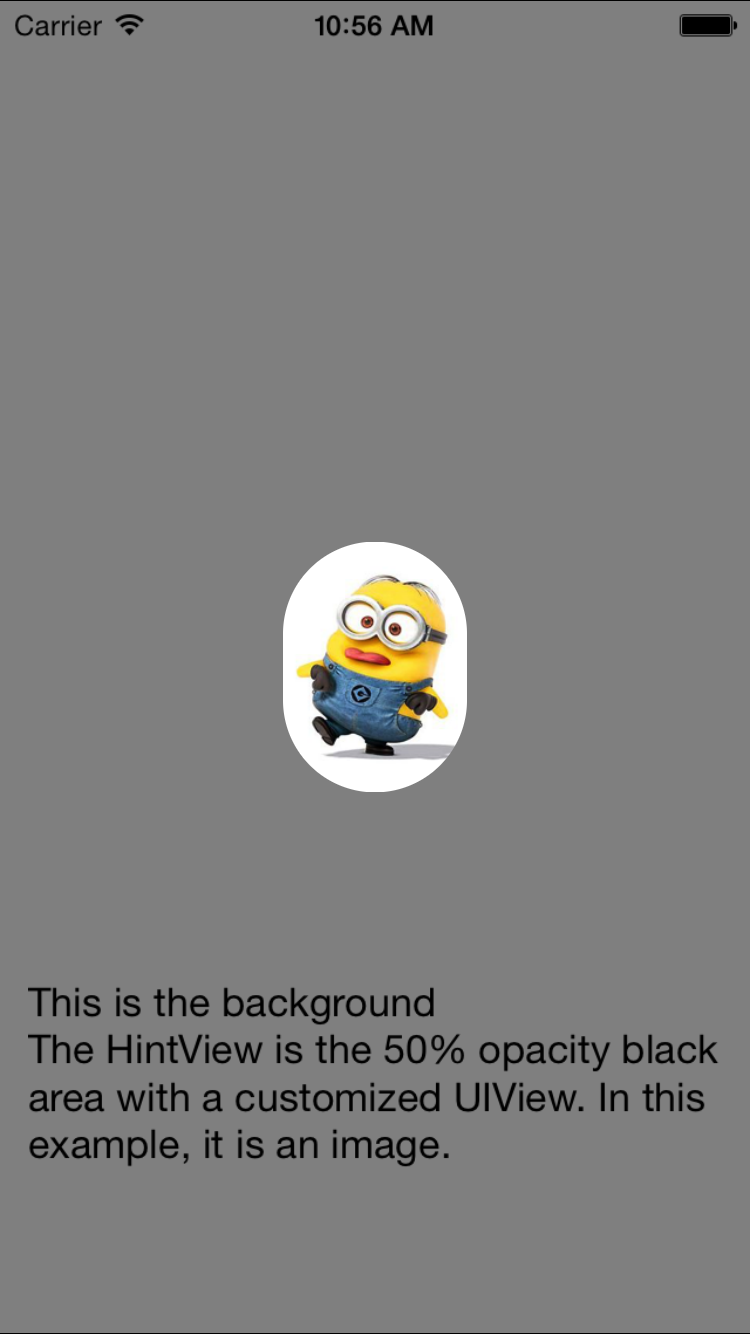 Carrier 10:56 AM
This is the background
The HintView is the 50% opacity black
area with a customized UIView. In this
example, it is an image.